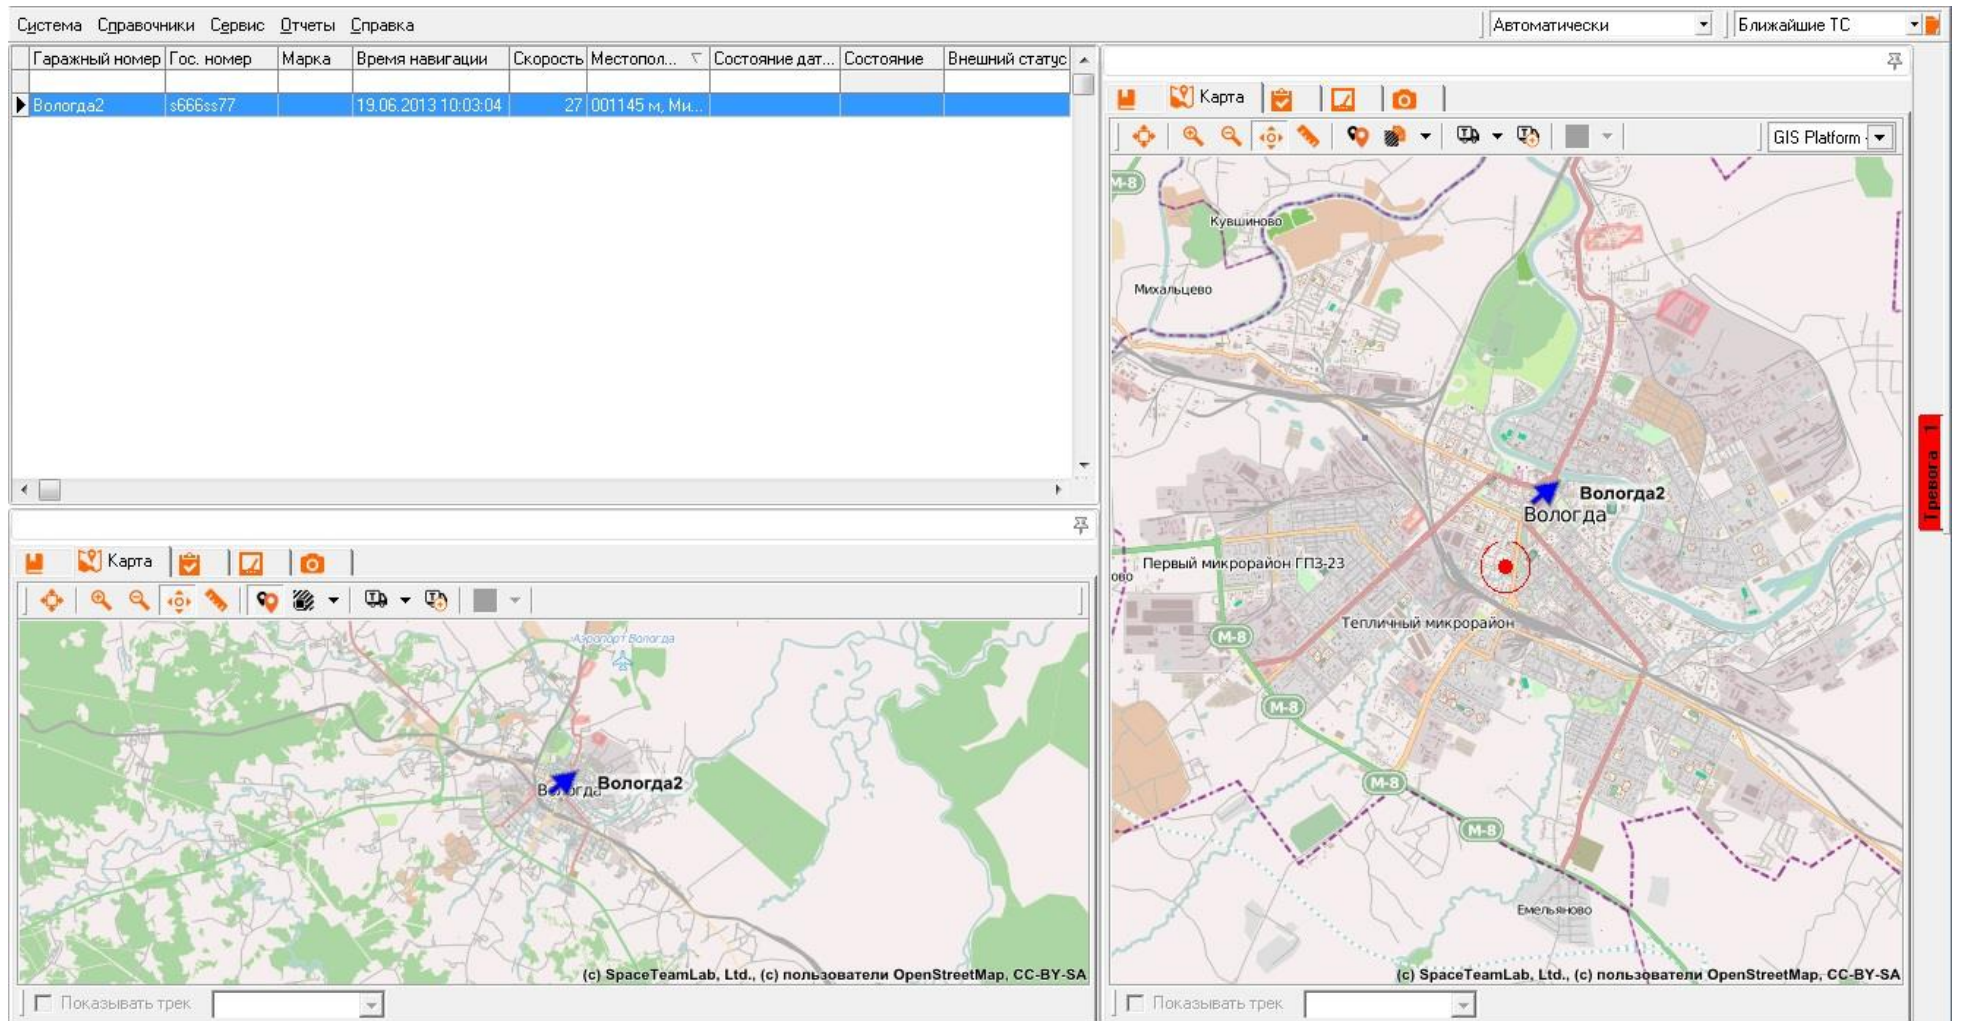 Система Справочники Сервис Отчеты Справка
Автоматически
Ближайшие ТС
Гаражный номер Гос. номер Марка Время навигации Скорость Местопол... Состояние дат... Состояние Внешний статус
Вологда2 s666ss77 19.06.2013 10:03:04 27 001145 м, Ми...
Карта
GIS Platform -
М-8
Кувшиново
Михальцево
Вологда2
Вологда
Первый микрорайон ГПЗ-23
ово
Тепличный микрорайон
М-8
М-8
М-8
М-8
Емельяново
(c) SpaceTeamLab, Ltd., (c) пользователи OpenStreetMap, CC-BY-SA
Показывать трек
Тревога 1
Карта
Аэропорт Вологда
Вологда2
(c) SpaceTeamLab, Ltd., (c) пользователи OpenStreetMap, CC-BY-SA
Показывать трек